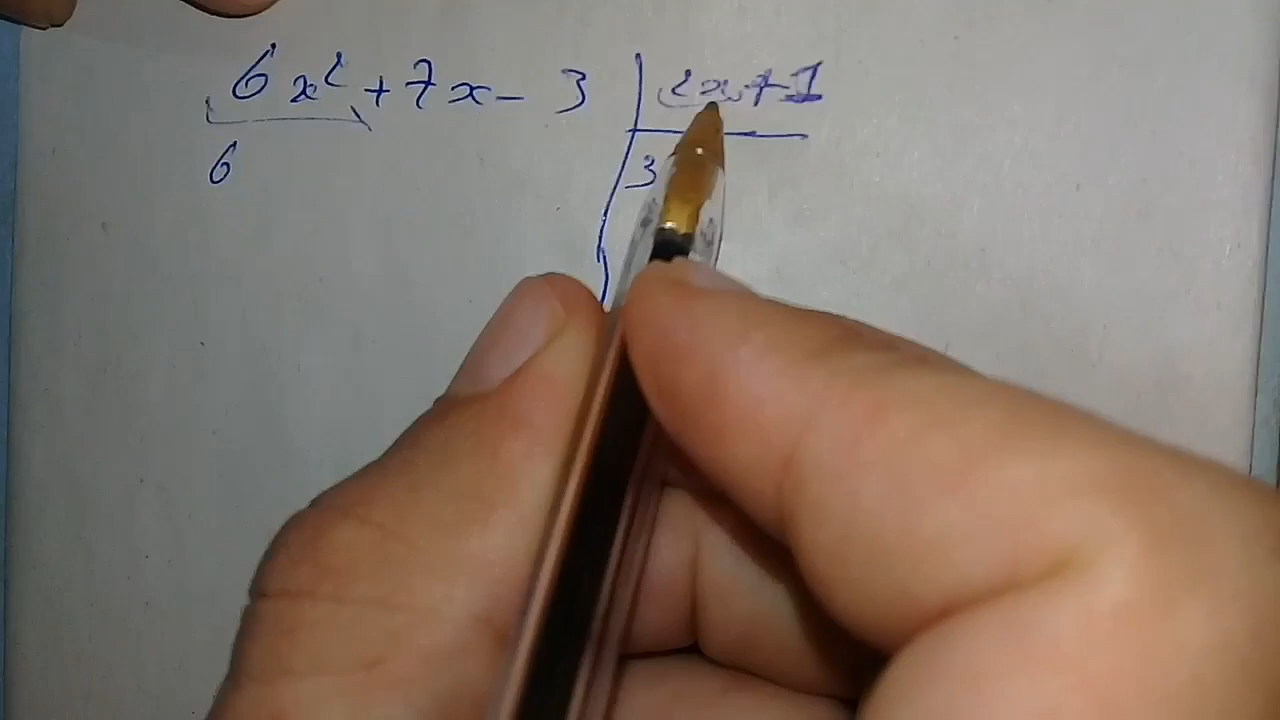 6x² + 7x - 3 | 2x + 1
6 3